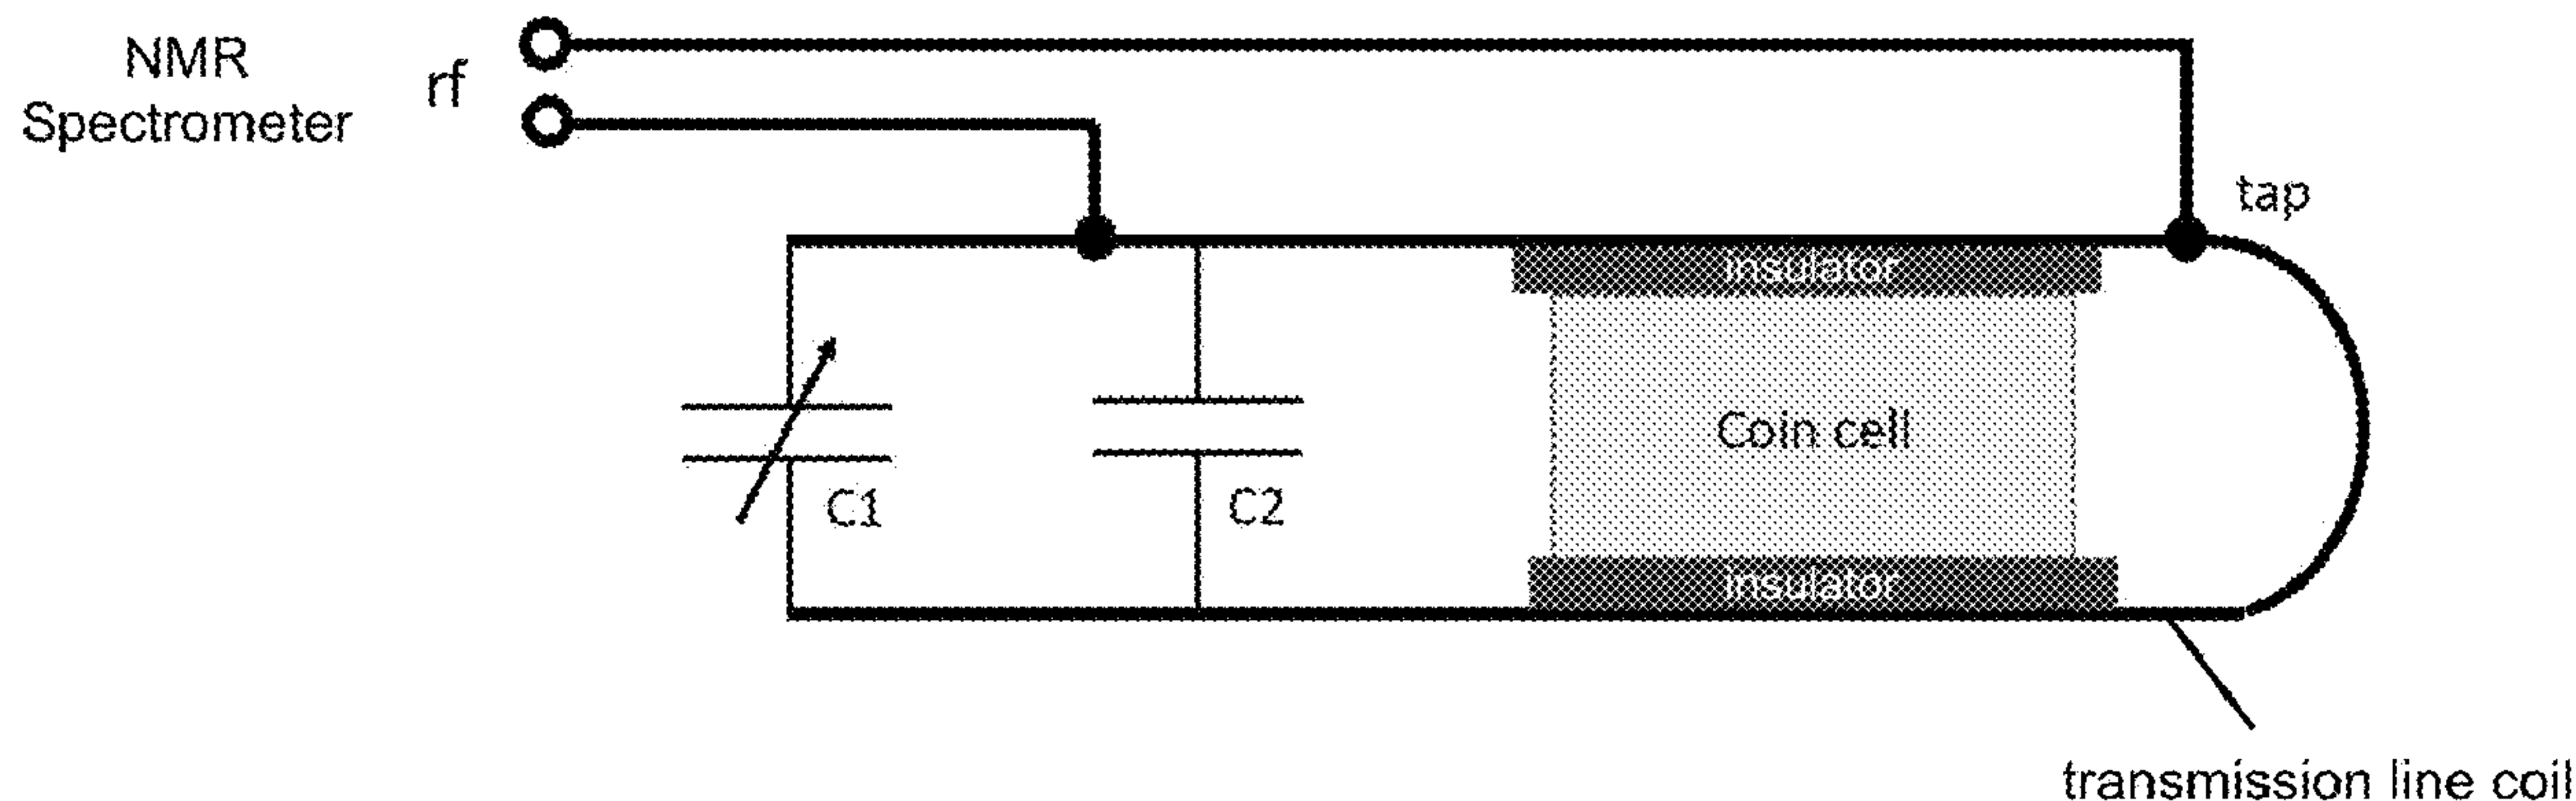 NMR
Spectrometer
rf
tap
insulator
Coin cell
C1
C2
insulator
transmission line coil